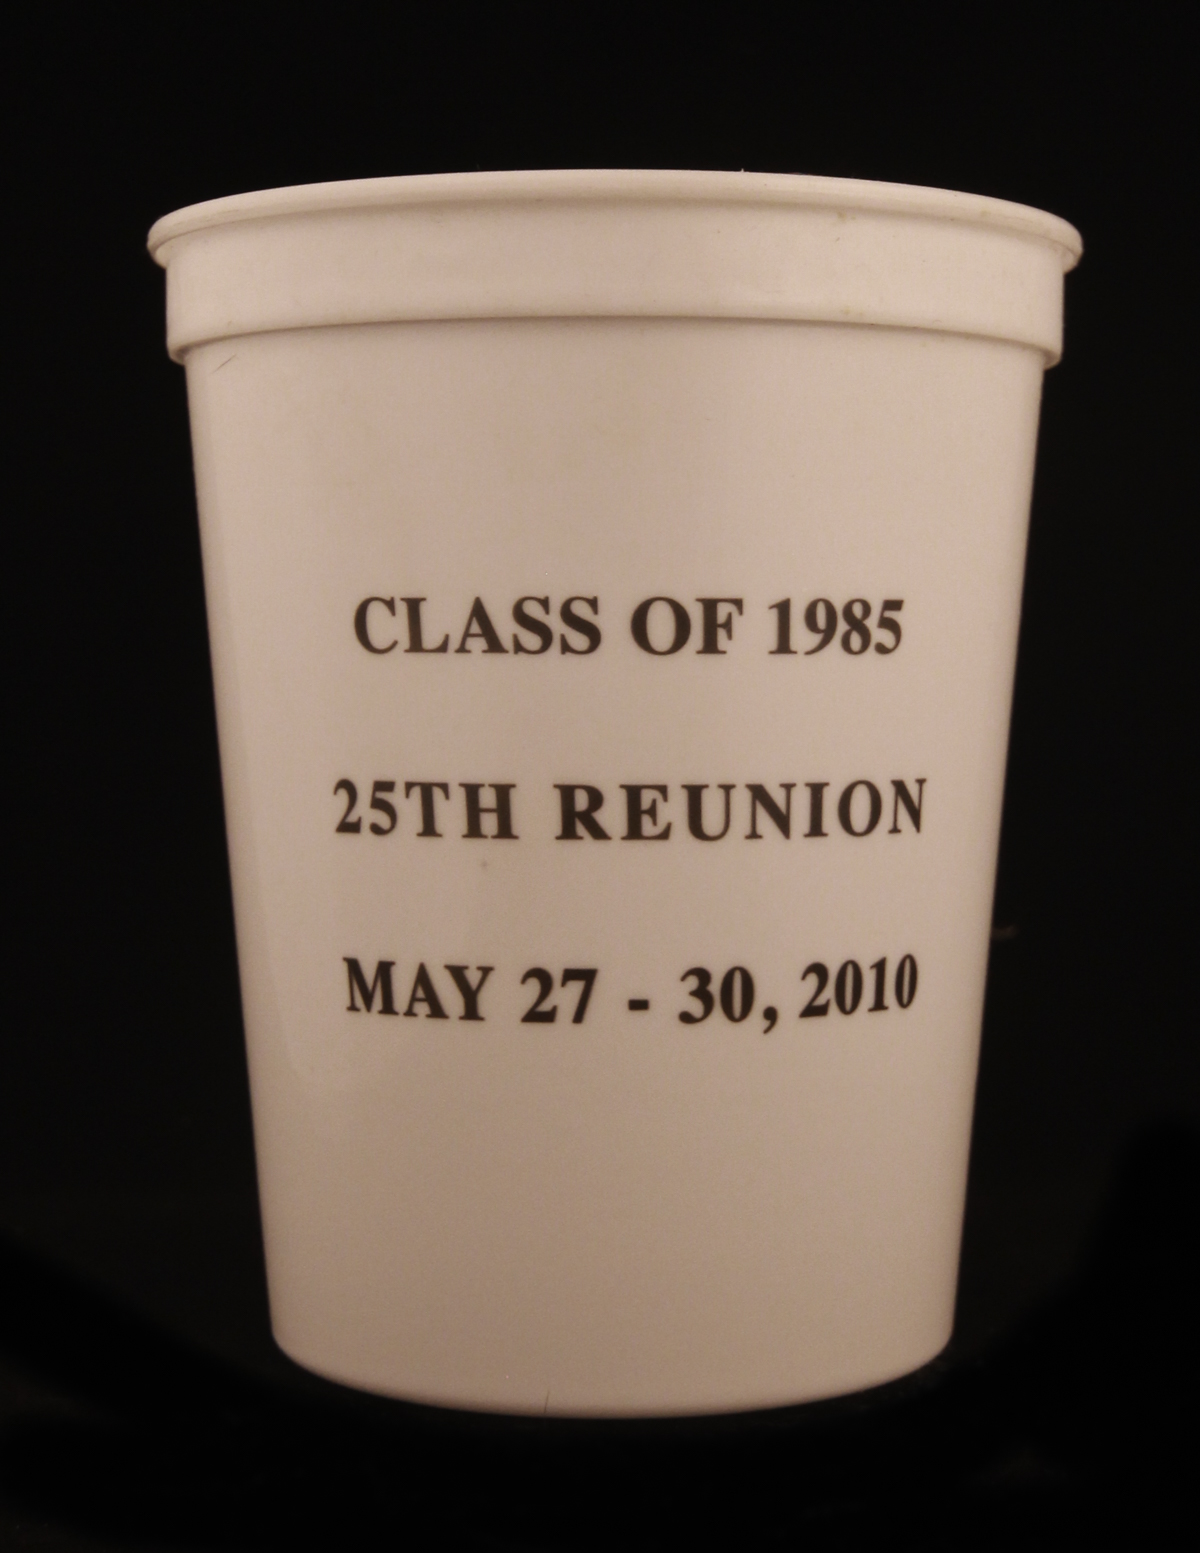 CLASS OF 1985
25TH REUNION
MAY 27 - 30, 2010